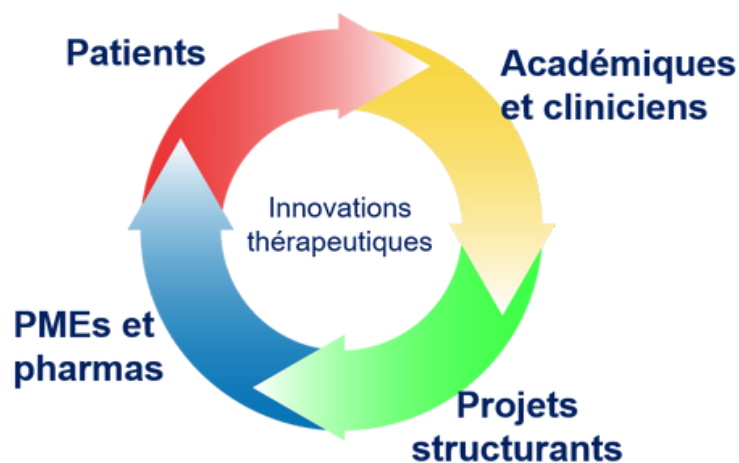 Patients
Académiques
et cliniciens
Innovations
thérapeutiques
PMEs et
pharmas
Projets
structurants